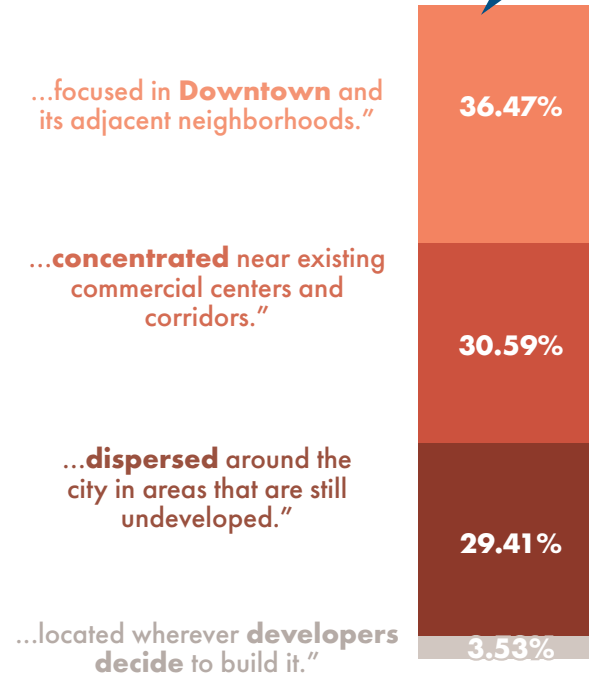 ...focused in Downtown and
its adjacent neighborhoods.”
36.47%
...concentrated near existing
commercial centers and
corridors.”
30.59%
...dispersed around the
city in areas that are still
undeveloped.”
29.41%
...located wherever developers
decide to build it.”
3.53%